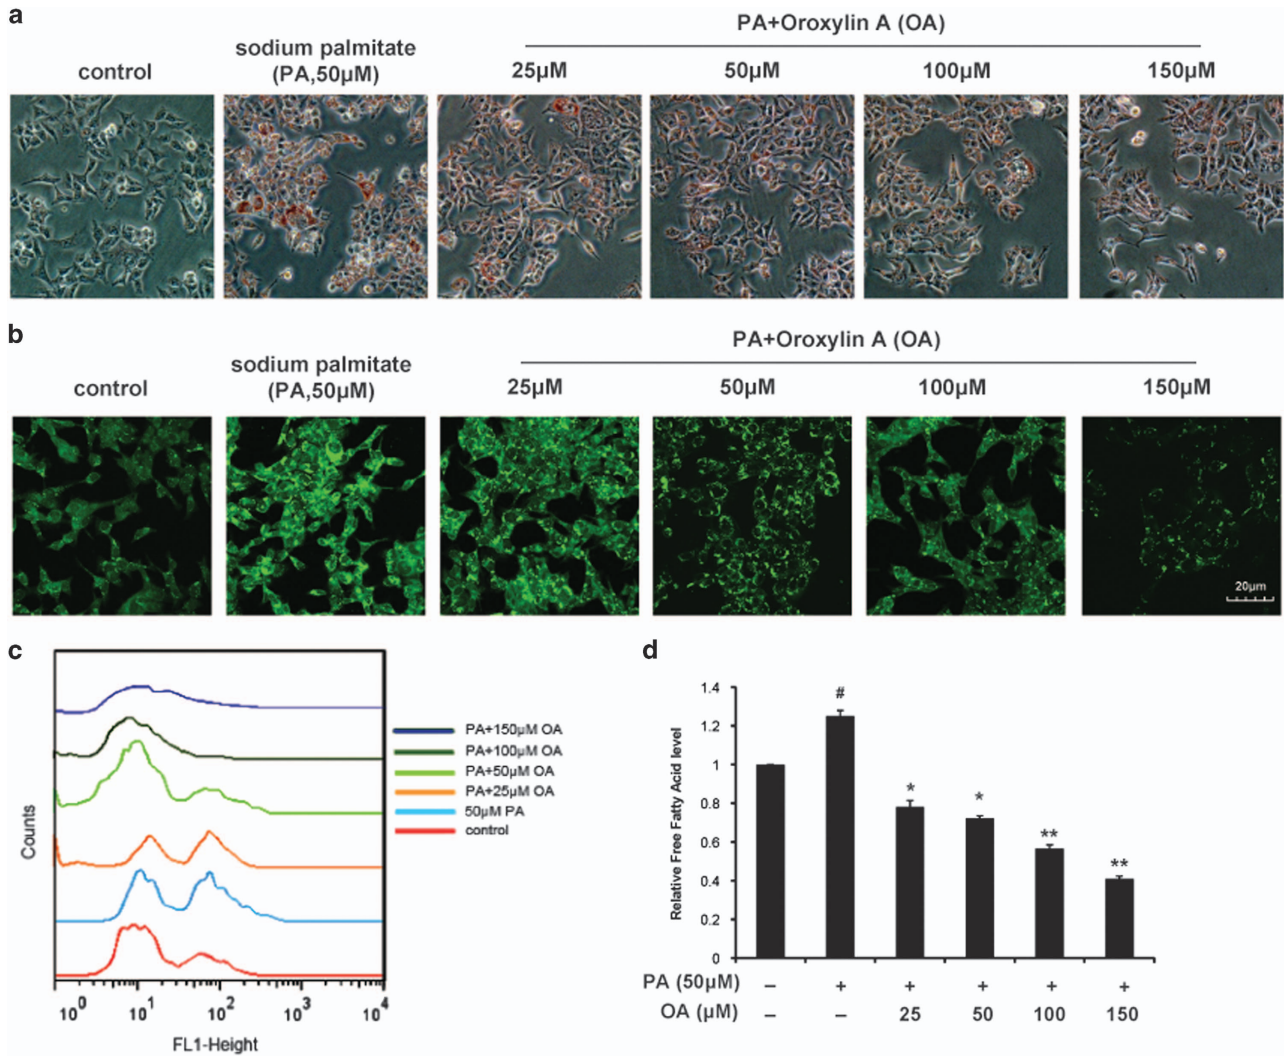 a
PA+Oroxylin A (OA)
control
sodium palmitate
(PA,50μM)
25μM
50μM
100μM
150μM
b
PA+Oroxylin A (OA)
control
sodium palmitate
(PA,50μM)
25μM
50μM
100μM
150μM
20μm
c
Counts
PA+150μM OA
PA+100μM OA
PA+50μM OA
PA+25μM OA
50μM PA
control
10^0 10^1 10^2 10^3 10^4
FL1-Height
d
Relative Free Fatty Acid level
1.4
1.2
1
0.8
0.6
0.4
0.2
0
#
*
*
**
**
PA (50μM) – + + + + +
OA (μM) – – 25 50 100 150